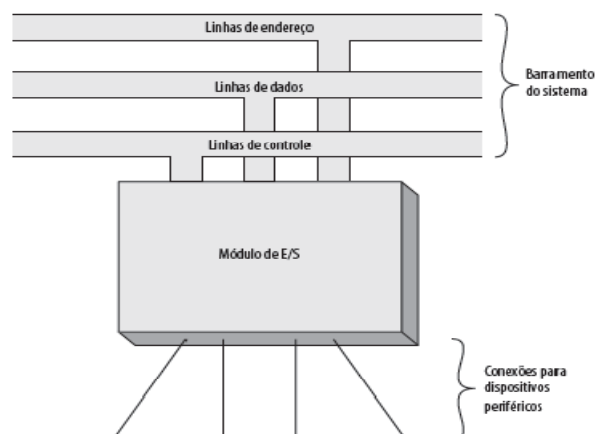 Linhas de endereço
Linhas de dados
Barramento
do sistema
Linhas de controle
Módulo de E/S
Conexões para
dispositivos
periféricos